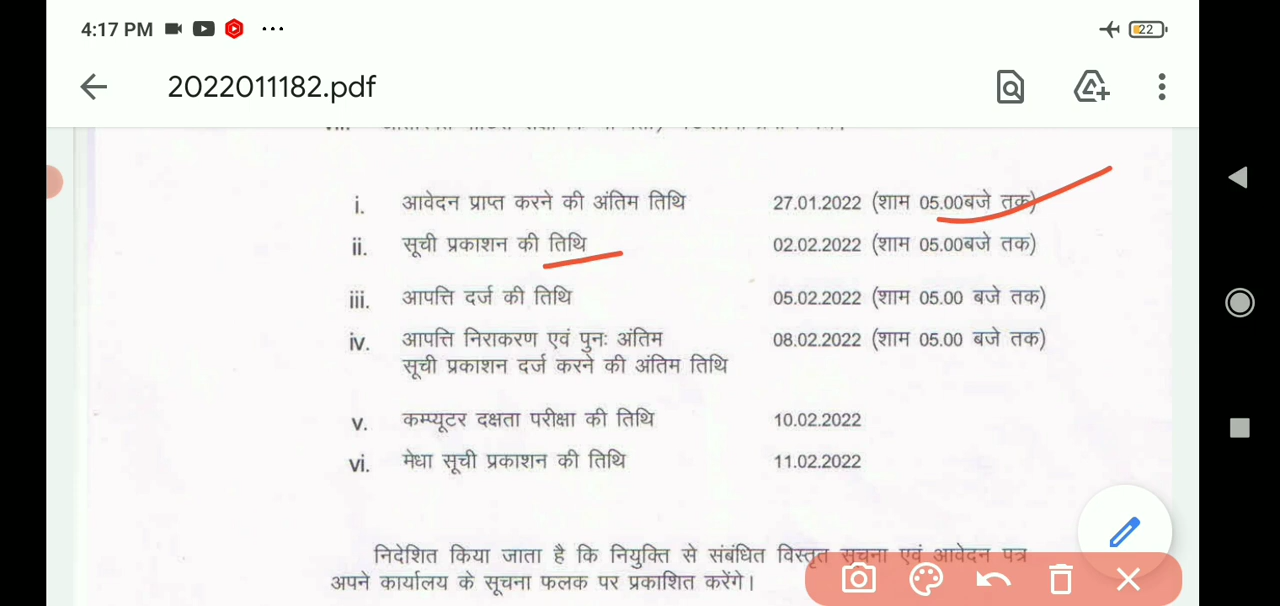 4:17 PM
22
2022011182.pdf
i. आवेदन प्राप्त करने की अंतिम तिथि 27.01.2022 (शाम 05.00बजे तक)
ii. सूची प्रकाशन की तिथि 02.02.2022 (शाम 05.00बजे तक)
iii. आपत्ति दर्ज की तिथि 05.02.2022 (शाम 05.00 बजे तक)
iv. आपत्ति निराकरण एवं पुनः अंतिम 08.02.2022 (शाम 05.00 बजे तक)
सूची प्रकाशन दर्ज करने की अंतिम तिथि
v. कम्प्यूटर दक्षता परीक्षा की तिथि 10.02.2022
vi. मेधा सूची प्रकाशन की तिथि 11.02.2022
निदेशित किया जाता है कि नियुक्ति से संबंधित विस्तृत सूचना एवं आवेदन पत्र
अपने कार्यालय के सूचना फलक पर प्रकाशित करेंगे।